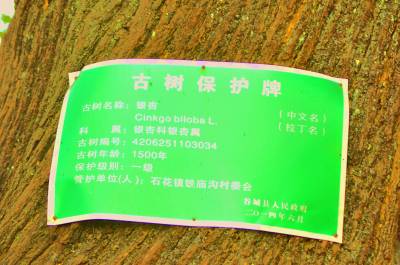 古树保护牌
古树名称：银杏 （中文名）
Cinkgo biloba L. （拉丁名）
科 属：银杏科银杏属
古树编号：4206251103034
古树年龄：1500年
保护级别：一级
管护单位(人)：石花镇铁庙沟村委会
谷城县人民政府
二〇一四年六月